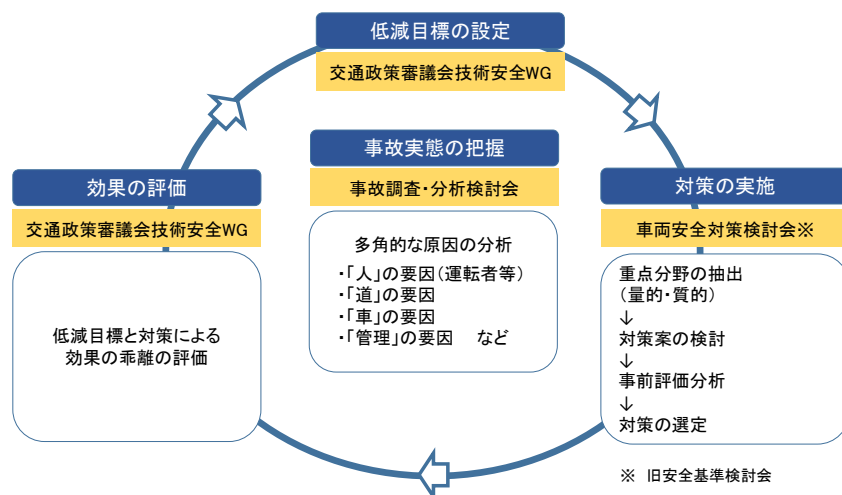 低減目標の設定
交通政策審議会技術安全WG
事故実態の把握
事故調査・分析検討会
多角的な原因の分析
・「人」の要因(運転者等)
・「道」の要因
・「車」の要因
・「管理」の要因　など
効果の評価
交通政策審議会技術安全WG
低減目標と対策による
効果の乖離の評価
対策の実施
車両安全対策検討会※
重点分野の抽出
(量的・質的)
↓
対策案の検討
↓
事前評価分析
↓
対策の選定
※　旧安全基準検討会